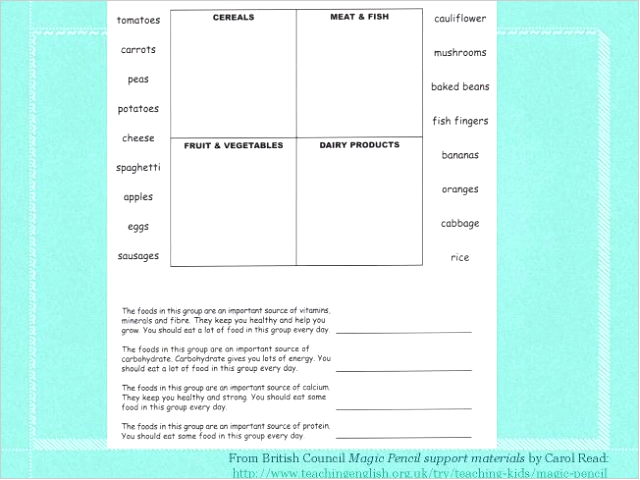 tomatoes
carrots
peas
potatoes
cheese
spaghetti
apples
eggs
sausages
CEREALS
MEAT & FISH
FRUIT & VEGETABLES
DAIRY PRODUCTS
cauliflower
mushrooms
baked beans
fish fingers
bananas
oranges
cabbage
rice
The foods in this group are an important source of vitamins,
minerals and fibre. They keep you healthy and help you
grow. You should eat a lot of food in this group every day.
The foods in this group are an important source of
carbohydrate. Carbohydrate gives you lots of energy. You
should eat a lot of food in this group every day.
The foods in this group are an important source of calcium.
They keep you healthy and strong. You should eat some
food in this group every day.
The foods in this group are an important source of protein.
You should eat some food in this group every day
From British Council Magic Pencil support materials by Carol Read:
http://www.teachingenglish.org.uk/try/teaching-kids/magic-pencil